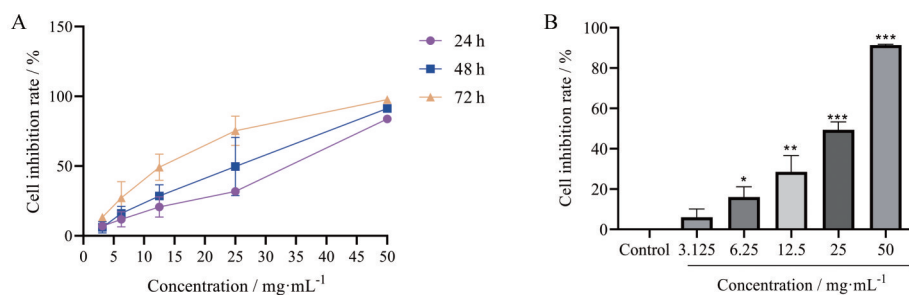 A
150
100
50
0
Cell inhibition rate / %
0 5 10 15 20 25 30 35 40 45 50
Concentration / mg·mL⁻¹
24 h
48 h
72 h
B
100
80
60
40
20
0
Cell inhibition rate / %
*
**
***
***
Control 3.125 6.25 12.5 25 50
Concentration / mg·mL⁻¹